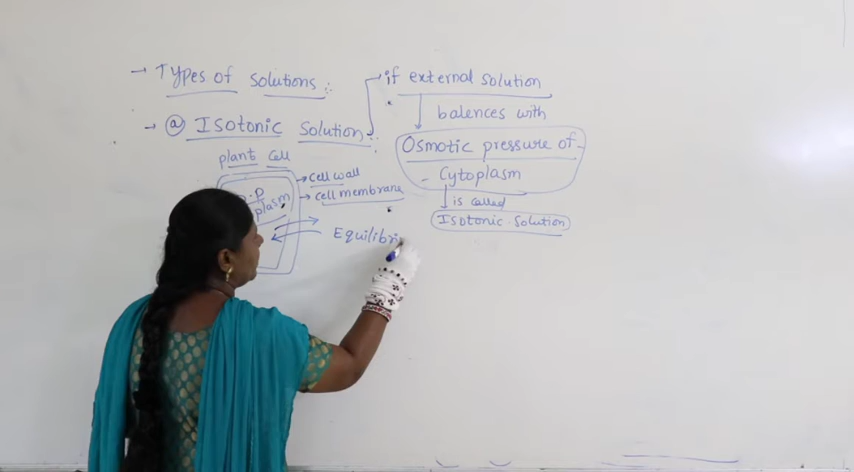 → Types of Solutions :.
→ ⓐ Isotonic Solution :.
→ if external solution
balences with
Osmotic pressure of -
- Cytoplasm
is called
Isotonic Solution
plant cell
→ cell wall
→ cell membrane
plasm
Equilibri